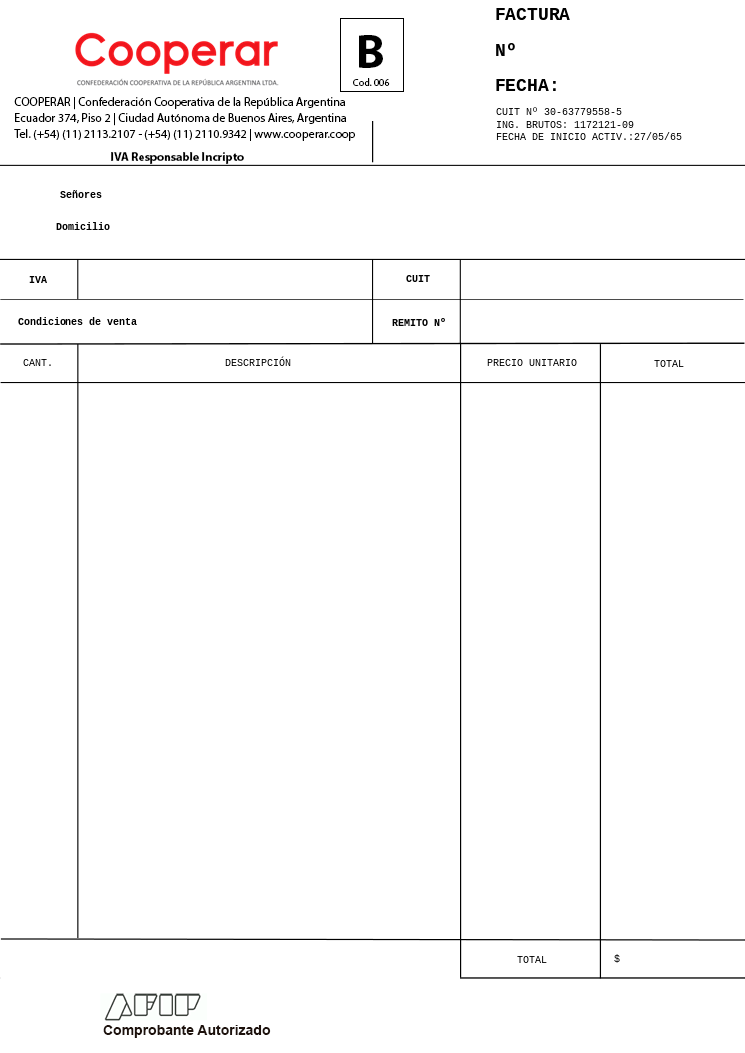 FACTURA
Nº
FECHA:
Cooperar
CONFEDERACIÓN COOPERATIVA DE LA REPÚBLICA ARGENTINA LTDA.
B
Cod. 006
COOPERAR | Confederación Cooperativa de la República Argentina
Ecuador 374, Piso 2 | Ciudad Autónoma de Buenos Aires, Argentina
Tel. (+54) (11) 2113.2107 - (+54) (11) 2110.9342 | www.cooperar.coop
IVA Responsable Incripto
CUIT Nº 30-63779558-5
ING. BRUTOS: 1172121-09
FECHA DE INICIO ACTIV.:27/05/65
Señores
Domicilio
IVA CUIT
Condiciones de venta REMITO Nº
CANT. DESCRIPCIÓN PRECIO UNITARIO TOTAL
TOTAL $
AFIP
Comprobante Autorizado